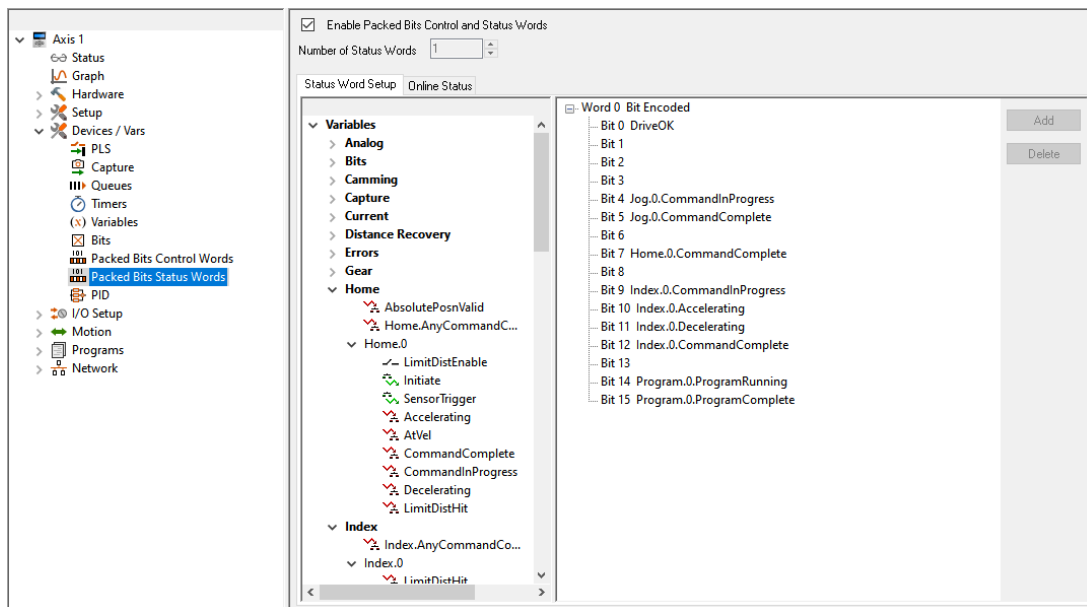 Axis 1
Status
Graph
Hardware
Setup
Devices / Vars
PLS
Capture
Queues
Timers
(x) Variables
Bits
Packed Bits Control Words
Packed Bits Status Words
PID
I/O Setup
Motion
Programs
Network
Enable Packed Bits Control and Status Words
Number of Status Words 1
Status Word Setup Online Status
Variables
Analog
Bits
Camming
Capture
Current
Distance Recovery
Errors
Gear
Home
AbsolutePosnValid
Home.AnyCommandC...
Home.0
LimitDistEnable
Initiate
SensorTrigger
Accelerating
AtVel
CommandComplete
CommandInProgress
Decelerating
LimitDistHit
Index
Index.AnyCommandCo...
Index.0
LimitDistHit
Word 0 Bit Encoded
Bit 0 DriveOK
Bit 1
Bit 2
Bit 3
Bit 4 Jog.0.CommandInProgress
Bit 5 Jog.0.CommandComplete
Bit 6
Bit 7 Home.0.CommandComplete
Bit 8
Bit 9 Index.0.CommandInProgress
Bit 10 Index.0.Accelerating
Bit 11 Index.0.Decelerating
Bit 12 Index.0.CommandComplete
Bit 13
Bit 14 Program.0.ProgramRunning
Bit 15 Program.0.ProgramComplete
Add
Delete